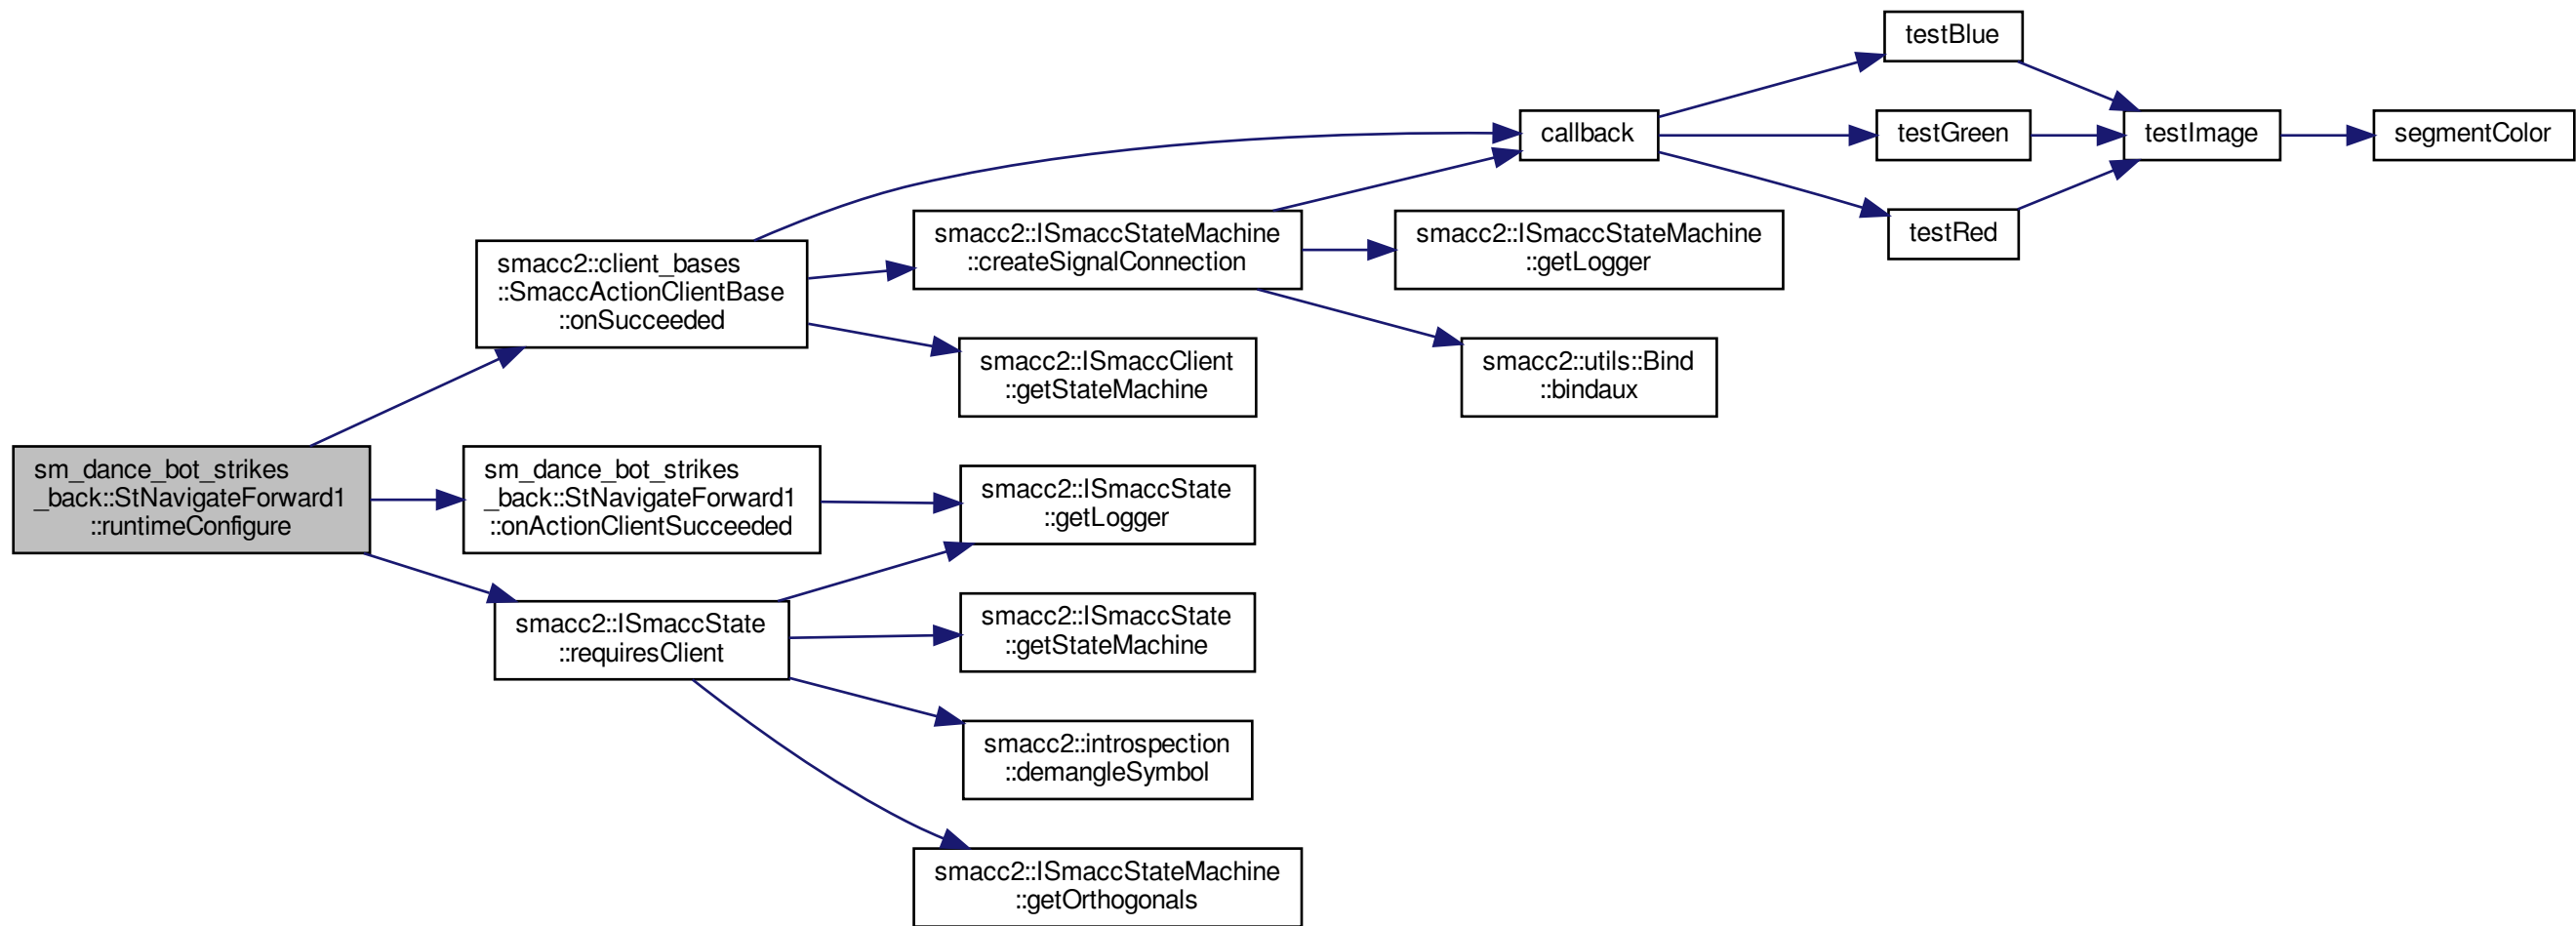 sm_dance_bot_strikes
_back::StNavigateForward1
::runtimeConfigure
smacc2::client_bases
::SmaccActionClientBase
::onSucceeded
sm_dance_bot_strikes
_back::StNavigateForward1
::onActionClientSucceeded
smacc2::ISmaccState
::requiresClient
smacc2::ISmaccStateMachine
::createSignalConnection
smacc2::ISmaccClient
::getStateMachine
smacc2::ISmaccState
::getLogger
smacc2::ISmaccState
::getStateMachine
smacc2::introspection
::demangleSymbol
smacc2::ISmaccStateMachine
::getOrthogonals
callback
smacc2::ISmaccStateMachine
::getLogger
smacc2::utils::Bind
::bindaux
testBlue
testGreen
testRed
testImage
segmentColor